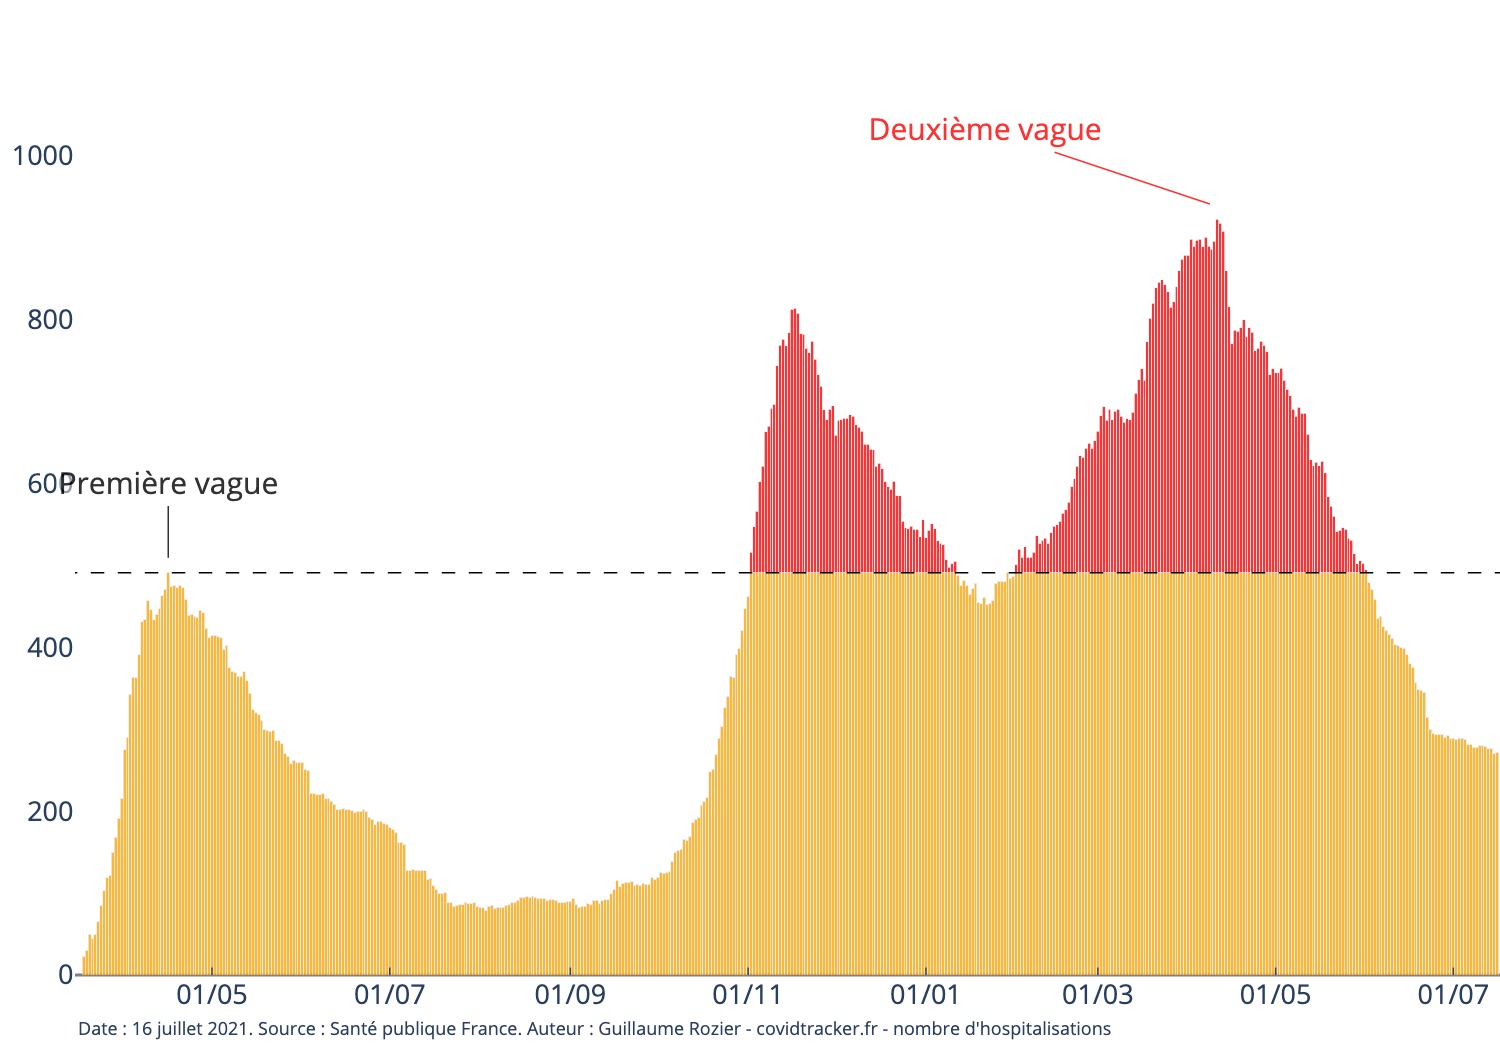 Deuxième vague
1000
800
600
Première vague
400
200
0
01/05 01/07 01/09 01/11 01/01 01/03 01/05 01/07
Date : 16 juillet 2021. Source : Santé publique France. Auteur : Guillaume Rozier - covidtracker.fr - nombre d'hospitalisations